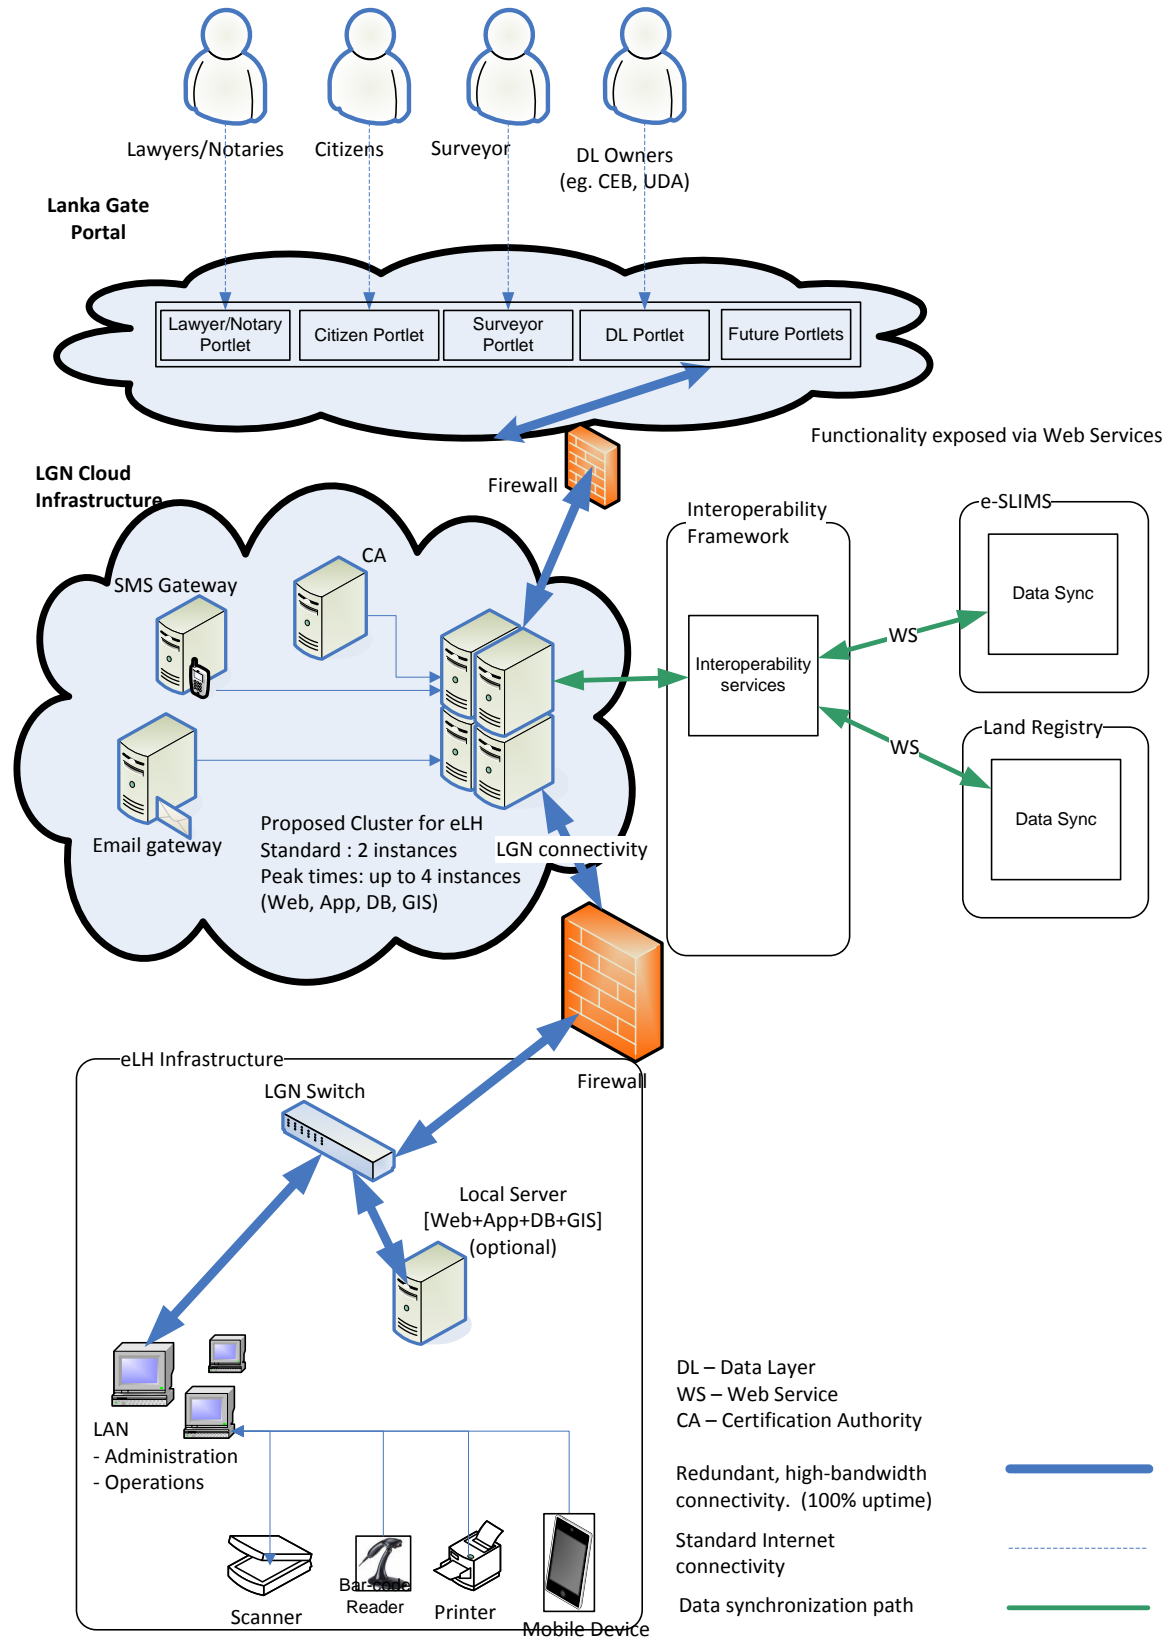 Lawyers/Notaries
Citizens
Surveyor
DL Owners
(eg. CEB, UDA)
Lanka Gate
Portal
Lawyer/Notary
Portlet
Citizen Portlet
Surveyor
Portlet
DL Portlet
Future Portlets
Functionality exposed via Web Services
LGN Cloud
Infrastructure
Firewall
Interoperability
Framework
e-SLIMS
CA
SMS Gateway
Data Sync
WS
Interoperability
services
Land Registry
WS
Data Sync
Email gateway
Proposed Cluster for eLH
Standard : 2 instances
Peak times: up to 4 instances
(Web, App, DB, GIS)
LGN connectivity
eLH Infrastructure
Firewall
LGN Switch
Local Server
[Web+App+DB+GIS]
(optional)
LAN
- Administration
- Operations
DL – Data Layer
WS – Web Service
CA – Certification Authority
Redundant, high-bandwidth
connectivity.  (100% uptime)
Standard Internet
connectivity
Data synchronization path
Scanner
Bar-code
Reader
Printer
Mobile Device